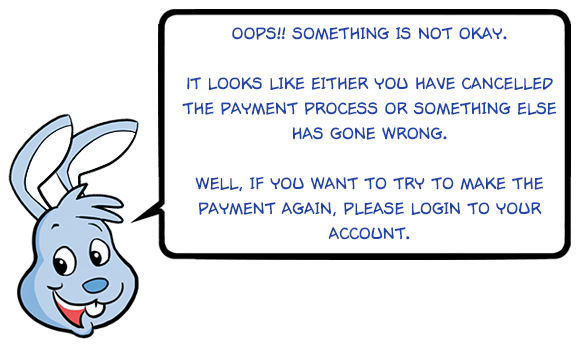 OOPS!! SOMETHING IS NOT OKAY.
IT LOOKS LIKE EITHER YOU HAVE CANCELLED
THE PAYMENT PROCESS OR SOMETHING ELSE
HAS GONE WRONG.
WELL, IF YOU WANT TO TRY TO MAKE THE
PAYMENT AGAIN, PLEASE LOGIN TO YOUR
ACCOUNT.